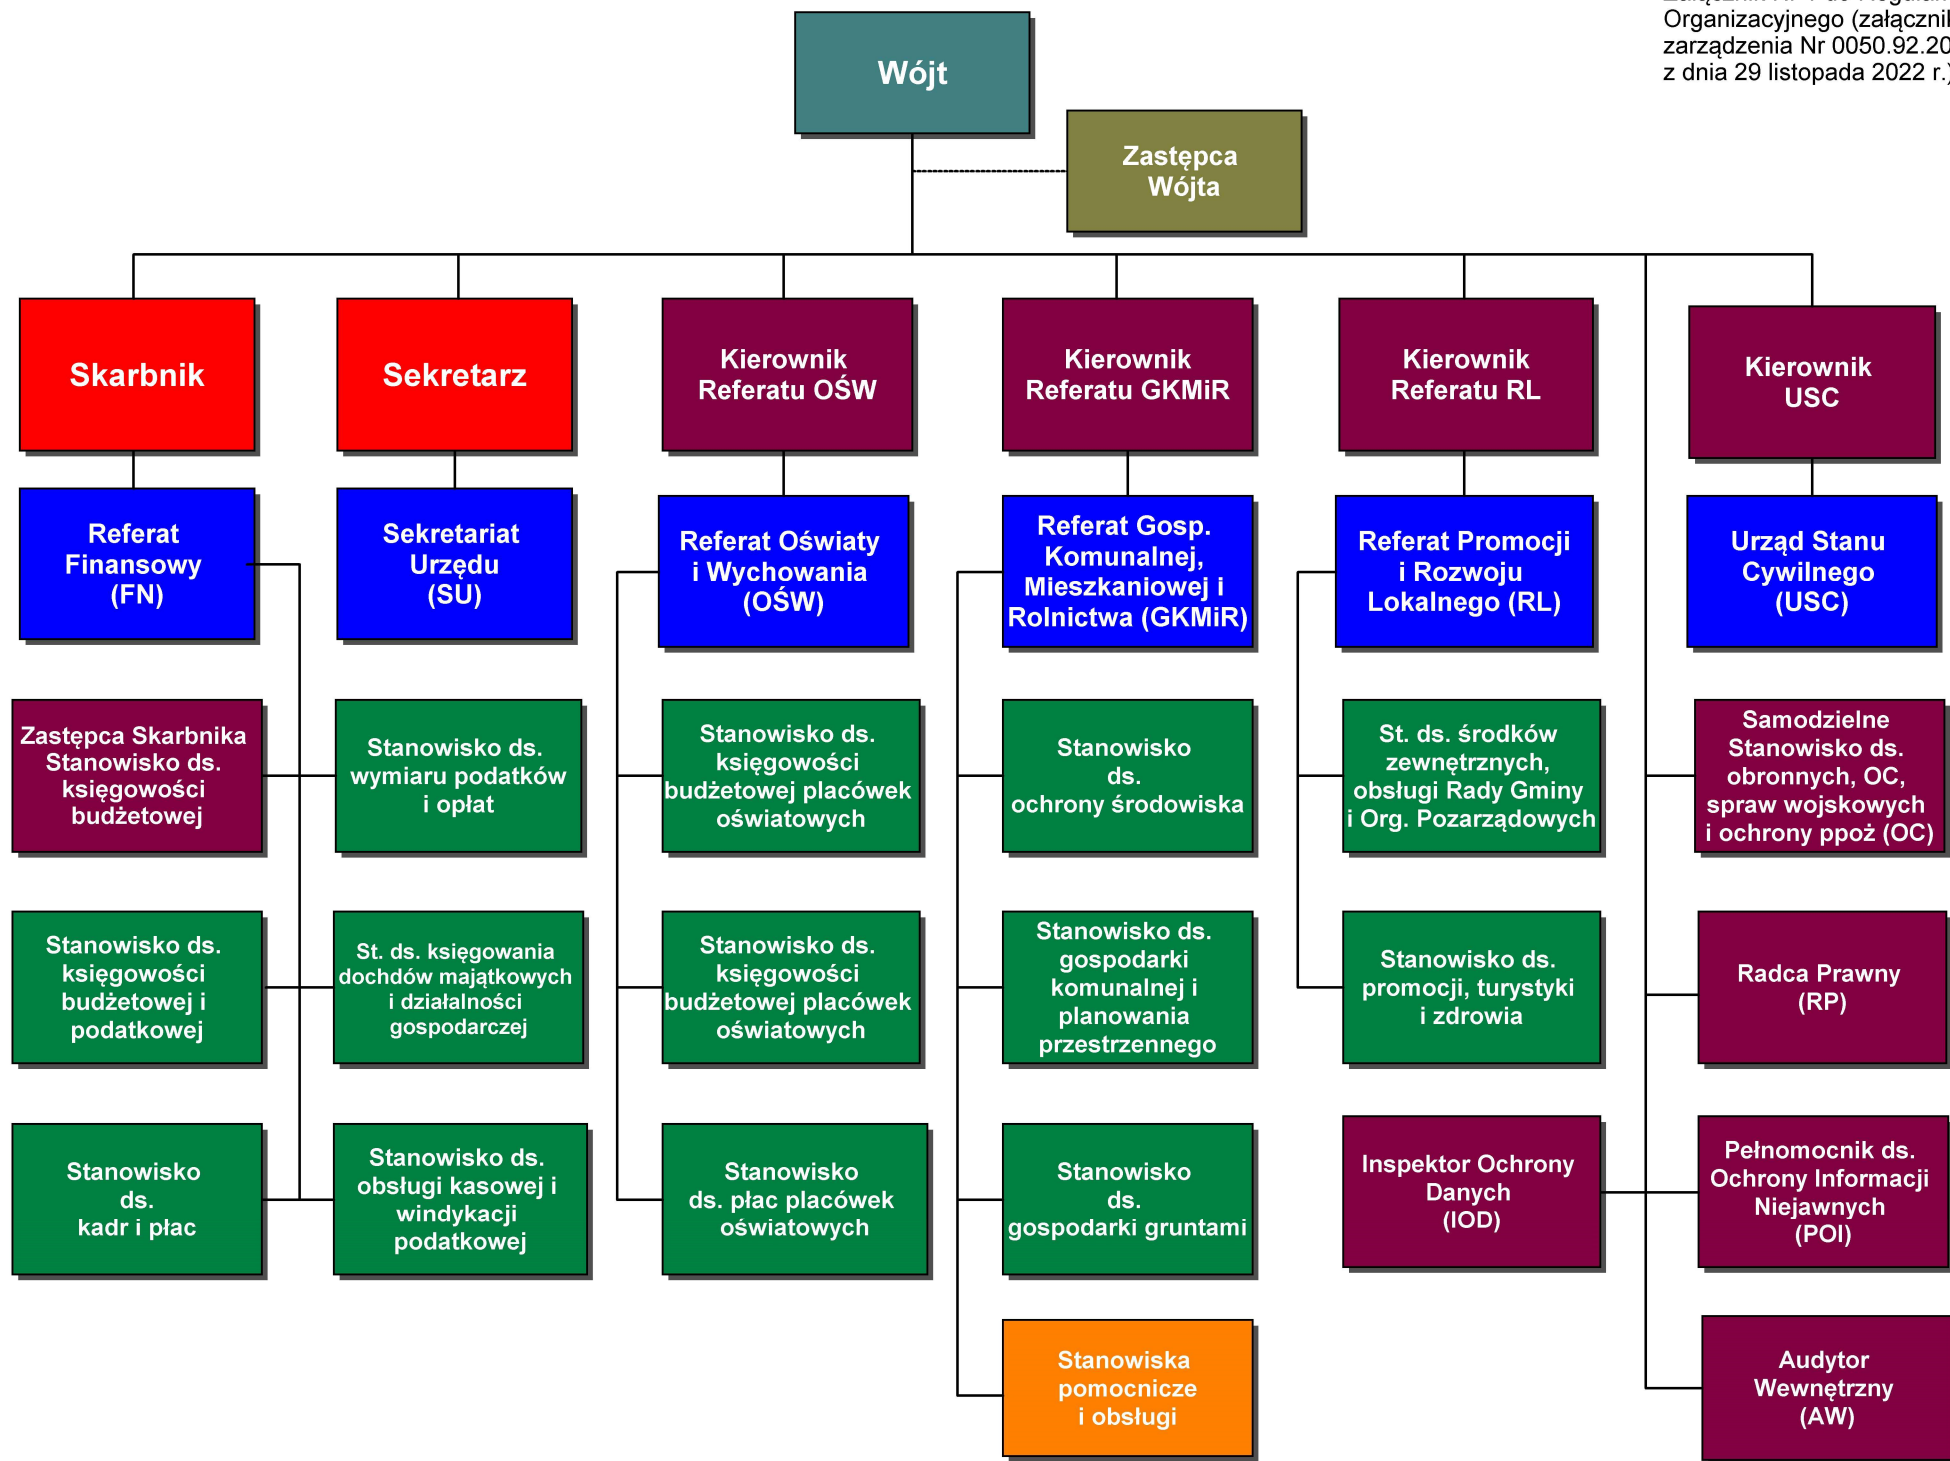 Organizacyjnego (załącznik
zarządzenia Nr 0050.92.20
z dnia 29 listopada 2022 r.)
Wójt
Zastępca
Wójta
Skarbnik
Sekretarz
Kierownik
Referatu OŚW
Kierownik
Referatu GKMiR
Kierownik
Referatu RL
Kierownik
USC
Referat
Finansowy
(FN)
Sekretariat
Urzędu
(SU)
Referat Oświaty
i Wychowania
(OŚW)
Referat Gosp.
Komunalnej,
Mieszkaniowej i
Rolnictwa (GKMiR)
Referat Promocji
i Rozwoju
Lokalnego (RL)
Urząd Stanu
Cywilnego
(USC)
Zastępca Skarbnika
Stanowisko ds.
księgowości
budżetowej
Stanowisko ds.
wymiaru podatków
i opłat
Stanowisko ds.
księgowości
budżetowej placówek
oświatowych
Stanowisko
ds.
ochrony środowiska
St. ds. środków
zewnętrznych,
obsługi Rady Gminy
i Org. Pozarządowych
Samodzielne
Stanowisko ds.
obronnych, OC,
spraw wojskowych
i ochrony ppoż (OC)
Stanowisko ds.
księgowości
budżetowej i
podatkowej
St. ds. księgowania
dochdów majątkowych
i działalności
gospodarczej
Stanowisko ds.
księgowości
budżetowej placówek
oświatowych
Stanowisko ds.
gospodarki
komunalnej i
planowania
przestrzennego
Stanowisko ds.
promocji, turystyki
i zdrowia
Radca Prawny
(RP)
Stanowisko
ds.
kadr i płac
Stanowisko ds.
obsługi kasowej i
windykacji
podatkowej
Stanowisko
ds. płac placówek
oświatowych
Stanowisko
ds.
gospodarki gruntami
Inspektor Ochrony
Danych
(IOD)
Pełnomocnik ds.
Ochrony Informacji
Niejawnych
(POI)
Stanowiska
pomocnicze
i obsługi
Audytor
Wewnętrzny
(AW)